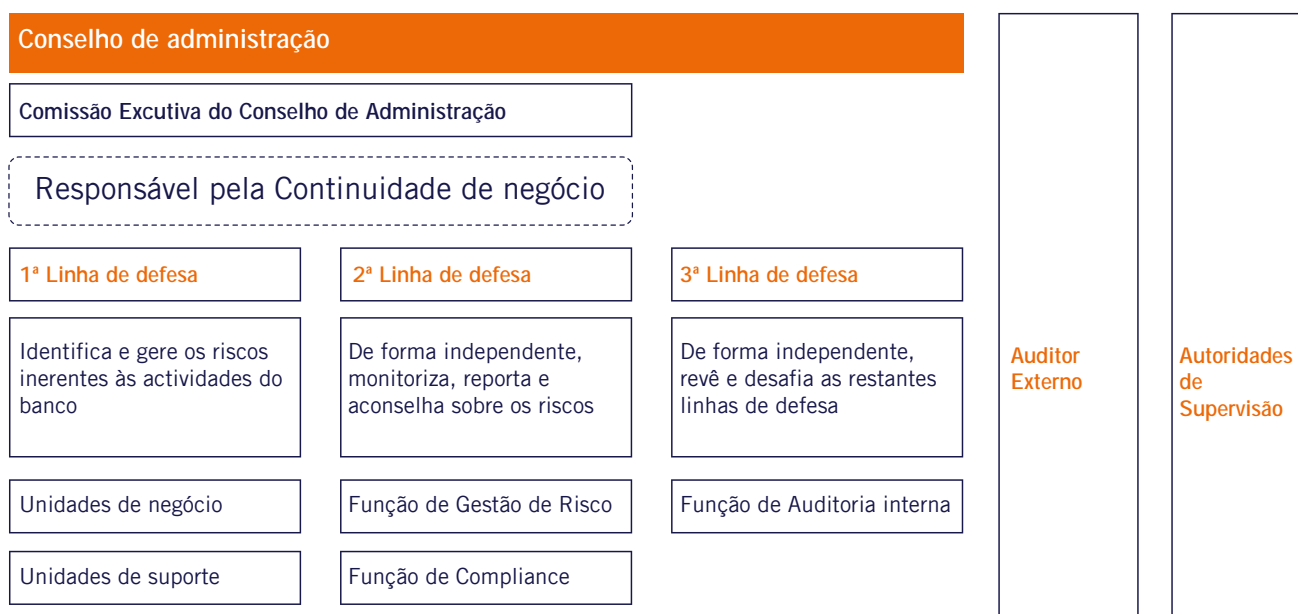 Conselho de administração
Comissão Excutiva do Conselho de Administração
Responsável pela Continuidade de negócio
1ª Linha de defesa
2ª Linha de defesa
3ª Linha de defesa
Identifica e gere os riscos
inerentes às actividades do
banco
De forma independente,
monitoriza, reporta e
aconselha sobre os riscos
De forma independente,
revê e desafia as restantes
linhas de defesa
Unidades de negócio
Função de Gestão de Risco
Função de Auditoria interna
Unidades de suporte
Função de Compliance
Auditor
Externo
Autoridades
de
Supervisão